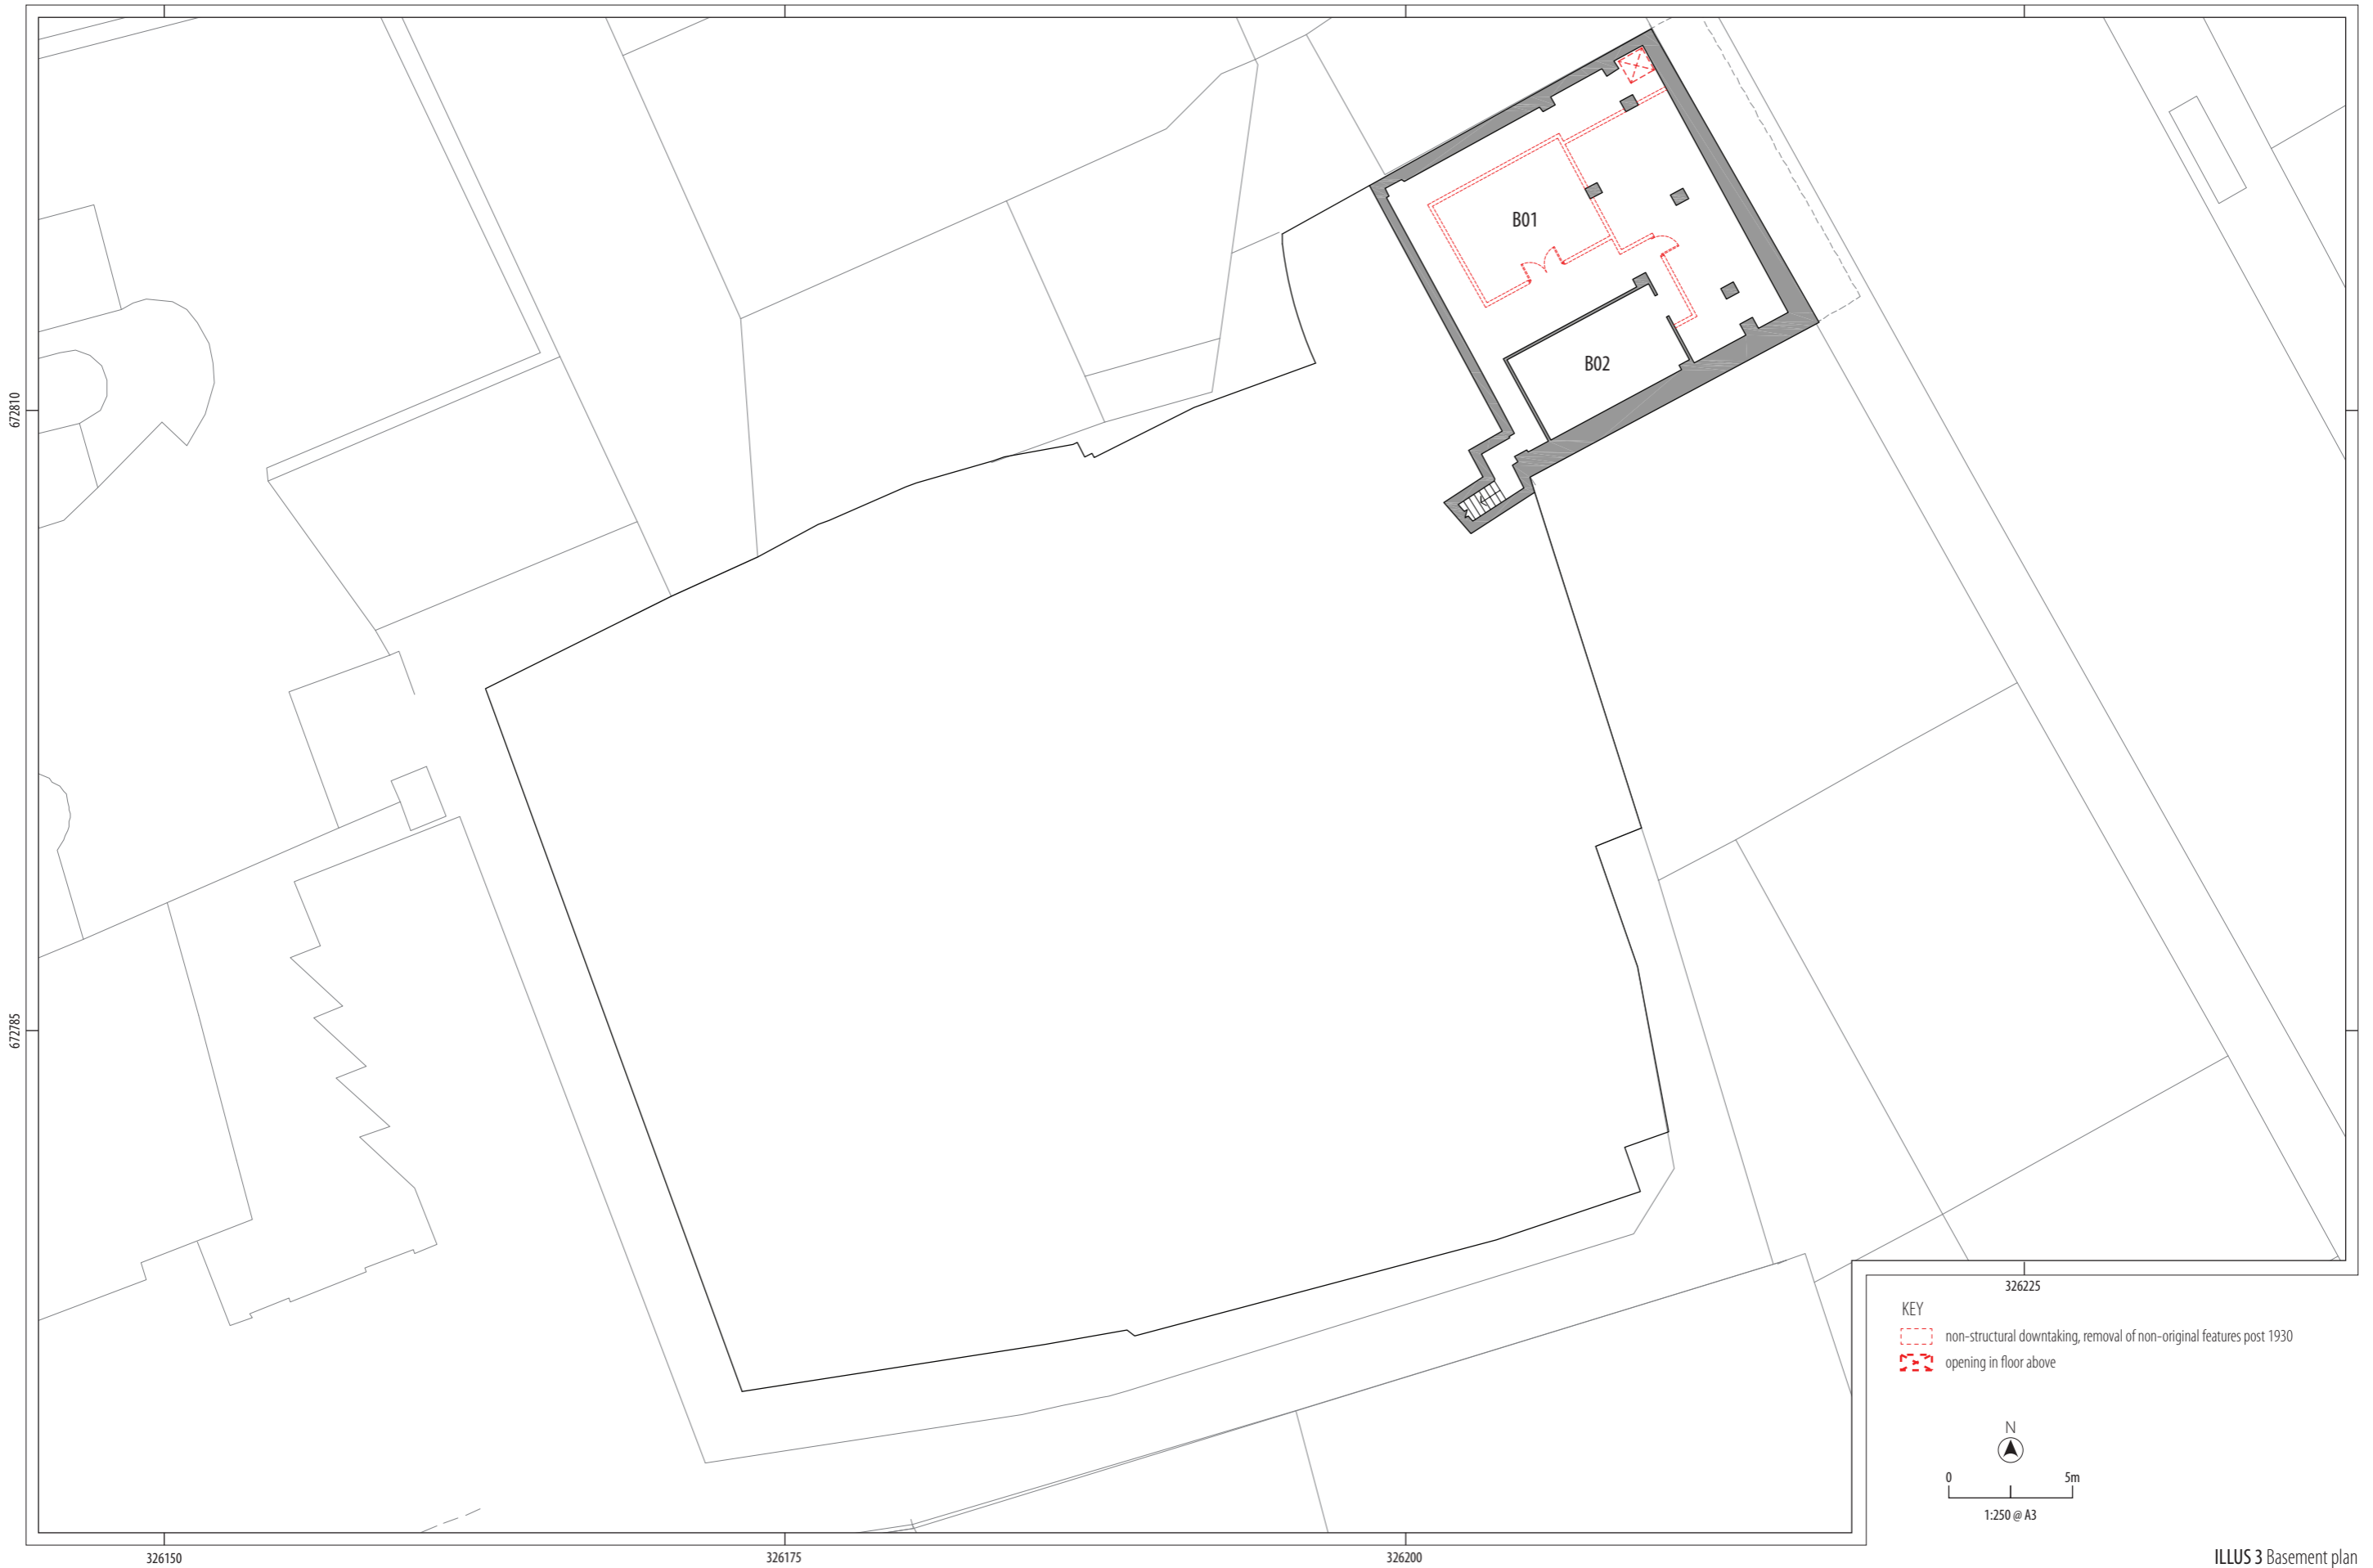 B01
B02
672810
672785
326225
KEY
non-structural downtaking, removal of non-original features post 1930
opening in floor above
N
0 5m
1:250 @ A3
326150 326175 326200
ILLUS 3 Basement plan